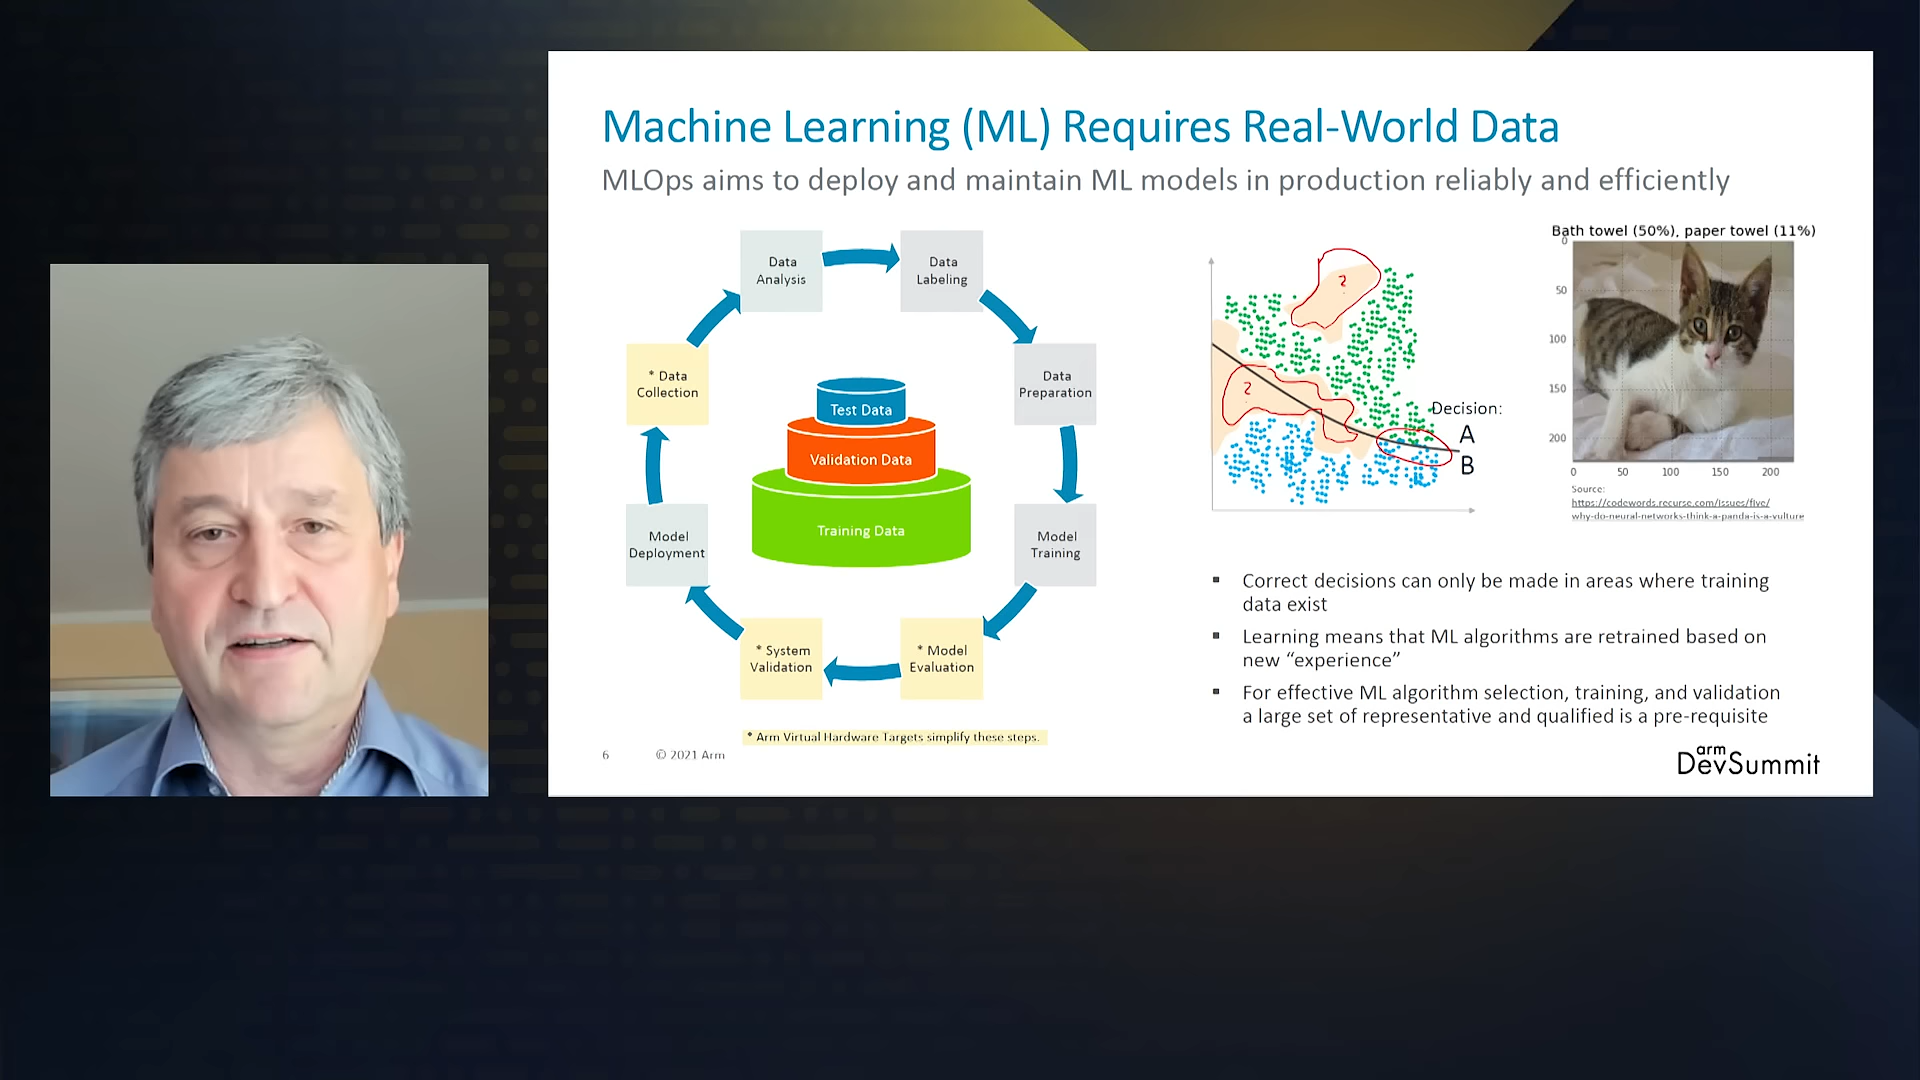 Machine Learning (ML) Requires Real-World Data
MLOps aims to deploy and maintain ML models in production reliably and efficiently
Data
Analysis
Data
Labeling
* Data
Collection
Data
Preparation
Test Data
Validation Data
Training Data
Model
Deployment
Model
Training
* System
Validation
* Model
Evaluation
* Arm Virtual Hardware Targets simplify these steps.
?
?
Decision:
A
B
Bath towel (50%), paper towel (11%)
0
50
100
150
200
0
50
100
150
200
Source:
https://codewords.recurse.com/issues/five/
why-do-neural-networks-think-a-panda-is-a-vulture
▪ Correct decisions can only be made in areas where training
data exist
▪ Learning means that ML algorithms are retrained based on
new “experience”
▪ For effective ML algorithm selection, training, and validation
a large set of representative and qualified is a pre-requisite
6
© 2021 Arm
arm
DevSummit